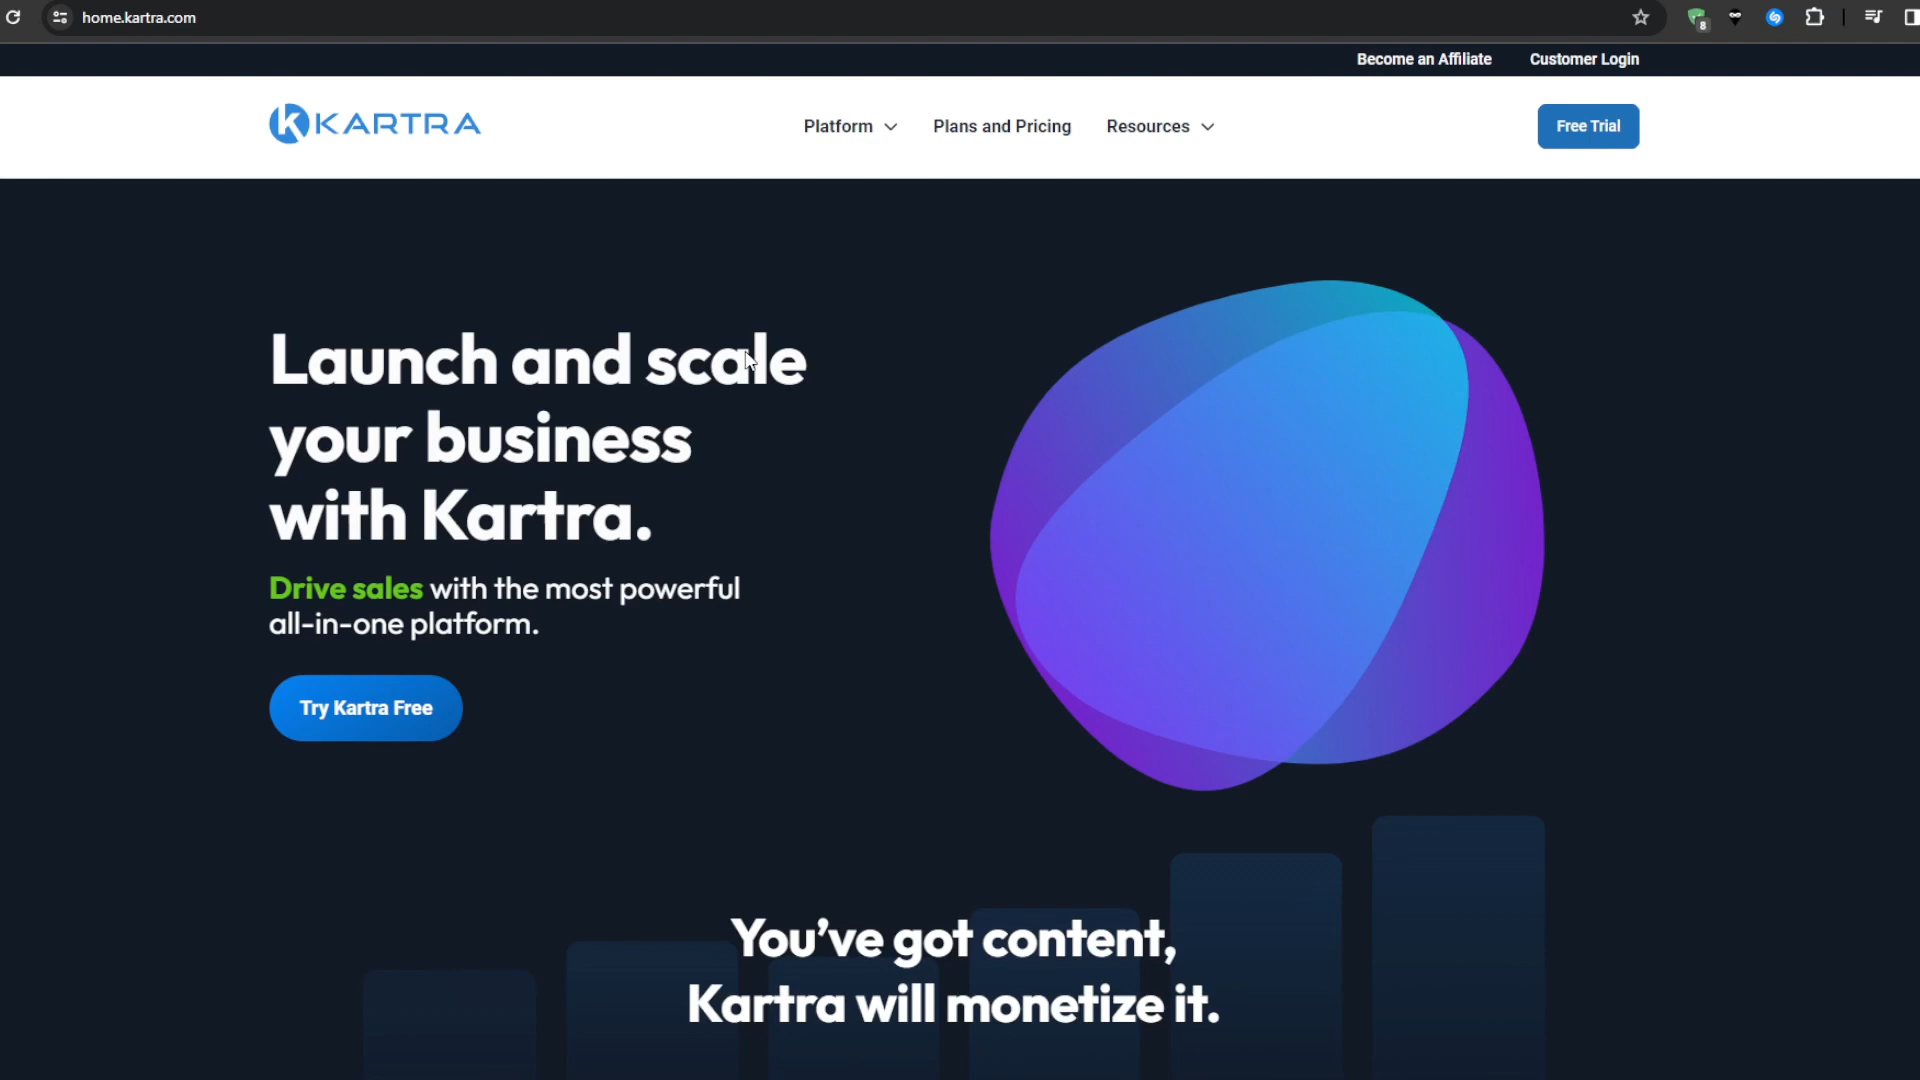 home.kartra.com
8
Become an Affiliate Customer Login
KARTRA
Platform Plans and Pricing Resources Free Trial
Launch and scale
your business
with Kartra.
Drive sales with the most powerful
all-in-one platform.
Try Kartra Free
You've got content,
Kartra will monetize it.